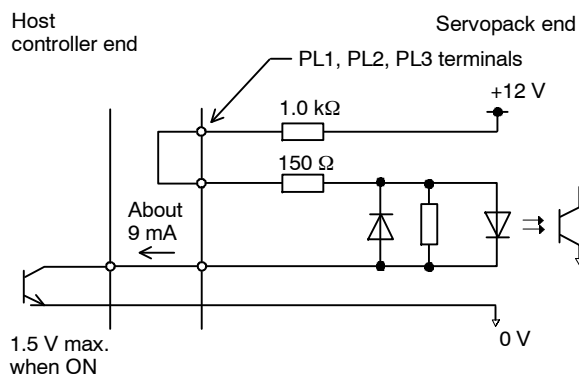 Host
controller end
Servopack end
PL1, PL2, PL3 terminals
+12 V
1.0 kΩ
150 Ω
About
9 mA
0 V
1.5 V max.
when ON